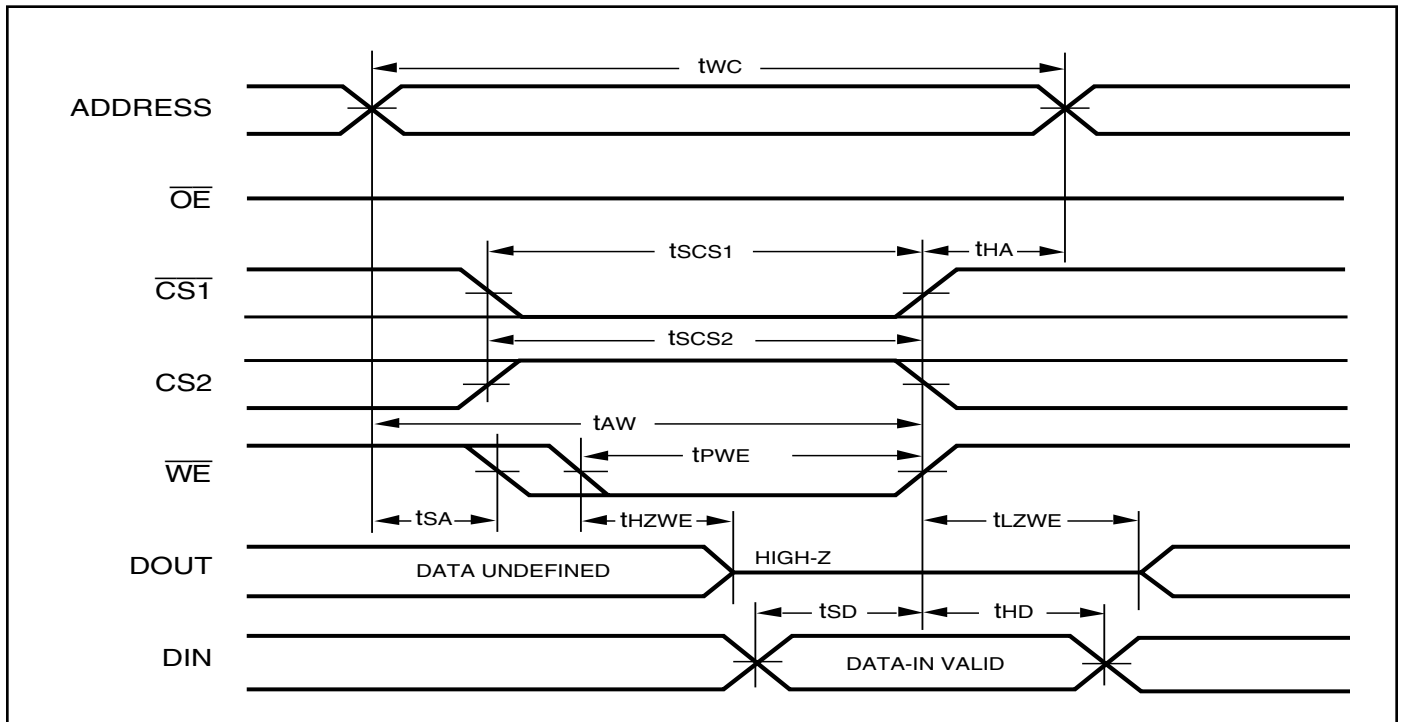 tWC
ADDRESS
OE
tSCS1
tHA
CS1
tSCS2
CS2
tAW
WE
tPWE
tSA
tHZWE
tLZWE
DOUT
DATA UNDEFINED
HIGH-Z
tSD
tHD
DIN
DATA-IN VALID